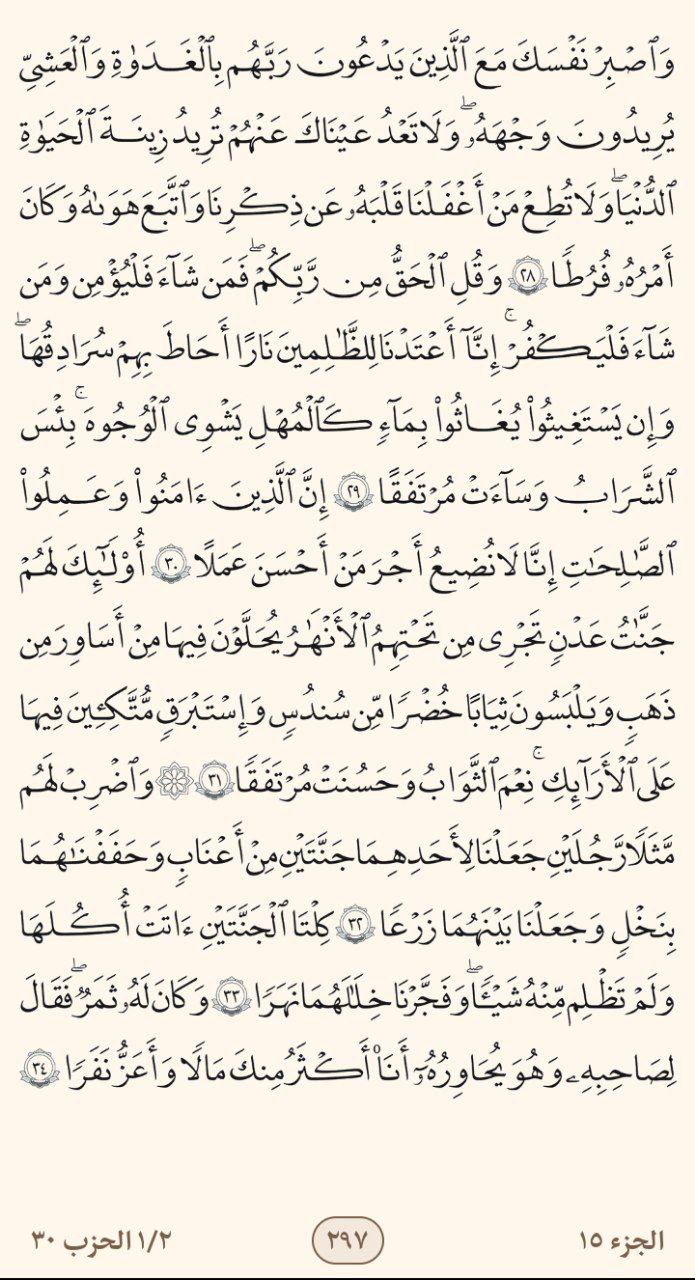 وَٱصۡبِرۡ نَفۡسَكَ مَعَ ٱلَّذِينَ يَدۡعُونَ رَبَّهُم بِٱلۡغَدَوٰةِ وَٱلۡعَشِيِّ
يُرِيدُونَ وَجۡهَهُۥۖ وَلَا تَعۡدُ عَيۡنَاكَ عَنۡهُمۡ تُرِيدُ زِينَةَ ٱلۡحَيَوٰةِ
ٱلدُّنۡيَاۖ وَلَا تُطِعۡ مَنۡ أَغۡفَلۡنَا قَلۡبَهُۥ عَن ذِكۡرِنَا وَٱتَّبَعَ هَوَىٰهُ وَكَانَ
أَمۡرُهُۥ فُرُطٗا ٢٨ وَقُلِ ٱلۡحَقُّ مِن رَّبِّكُمۡۖ فَمَن شَآءَ فَلۡيُؤۡمِن وَمَن
شَآءَ فَلۡيَكۡفُرۡۚ إِنَّآ أَعۡتَدۡنَا لِلظَّٰلِمِينَ نَارًا أَحَاطَ بِهِمۡ سُرَادِقُهَاۖ
وَإِن يَسۡتَغِيثُواْ يُغَاثُواْ بِمَآءٖ كَٱلۡمُهۡلِ يَشۡوِي ٱلۡوُجُوهَۚ بِئۡسَ
ٱلشَّرَابُ وَسَآءَتۡ مُرۡتَفَقًا ٢٩ إِنَّ ٱلَّذِينَ ءَامَنُواْ وَعَمِلُواْ
ٱلصَّٰلِحَٰتِ إِنَّا لَا نُضِيعُ أَجۡرَ مَنۡ أَحۡسَنَ عَمَلًا ٣٠ أُوْلَٰٓئِكَ لَهُمۡ
جَنَّٰتُ عَدۡنٖ تَجۡرِي مِن تَحۡتِهِمُ ٱلۡأَنۡهَٰرُ يُحَلَّوۡنَ فِيهَا مِنۡ أَسَاوِرَ مِن
ذَهَبٖ وَيَلۡبَسُونَ ثِيَابًا خُضۡرٗا مِّن سُندُسٖ وَإِسۡتَبۡرَقٖ مُّتَّكِـِٔينَ فِيهَا
عَلَى ٱلۡأَرَآئِكِۚ نِعۡمَ ٱلثَّوَابُ وَحَسُنَتۡ مُرۡتَفَقٗا ٣١ ۞ وَٱضۡرِبۡ لَهُم
مَّثَلٗا رَّجُلَيۡنِ جَعَلۡنَا لِأَحَدِهِمَا جَنَّتَيۡنِ مِنۡ أَعۡنَٰبٖ وَحَفَفۡنَٰهُمَا
بِنَخۡلٖ وَجَعَلۡنَا بَيۡنَهُمَا زَرۡعٗا ٣٢ كِلۡتَا ٱلۡجَنَّتَيۡنِ ءَاتَتۡ أُكُلَهَا
وَلَمۡ تَظۡلِم مِّنۡهُ شَيۡـٔٗاۖ وَفَجَّرۡنَا خِلَٰلَهُمَا نَهَرٗا ٣٣ وَكَانَ لَهُۥ ثَمَرٞۖ فَقَالَ
لِصَٰحِبِهِۦ وَهُوَ يُحَاوِرُهُۥٓ أَنَا۠ أَكۡثَرُ مِنكَ مَالٗا وَأَعَزُّ نَفَرٗا ٣٤
الجزء ١٥
٢٩٧
١/٢ الحزب ٣٠